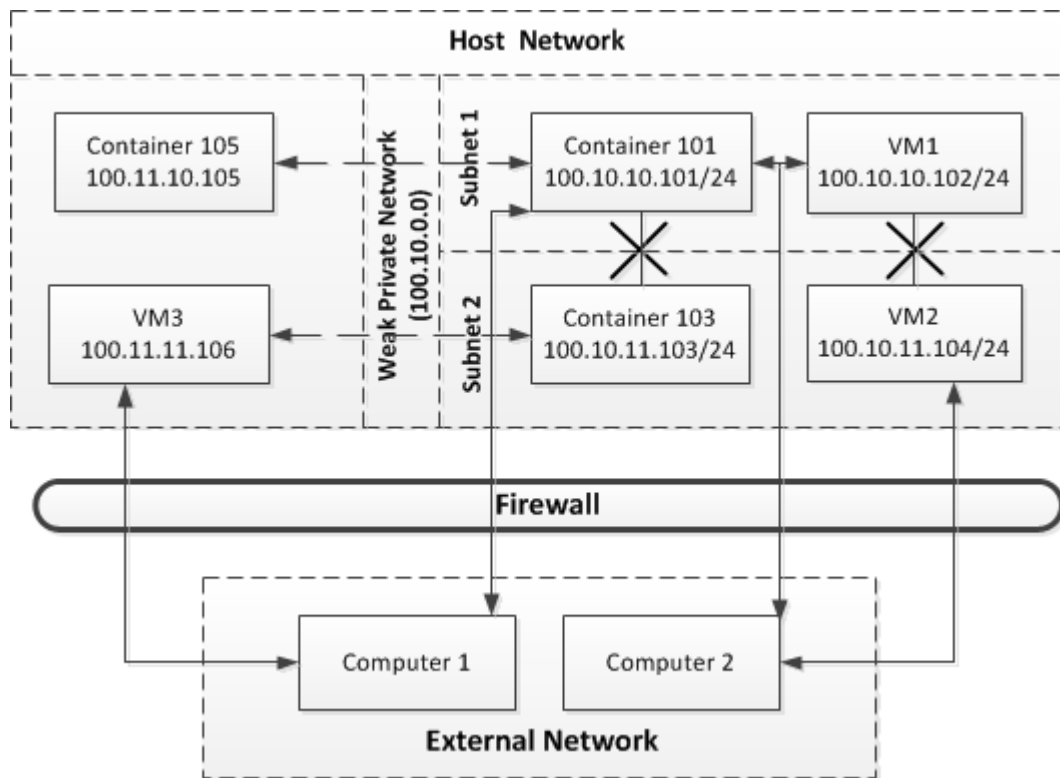 Host Network
Container 105
100.11.10.105
VM3
100.11.11.106
Weak Private Network
(100.10.0.0)
Subnet 1
Container 101
100.10.10.101/24
VM1
100.10.10.102/24
Subnet 2
Container 103
100.10.11.103/24
VM2
100.10.11.104/24
Firewall
Computer 1
Computer 2
External Network